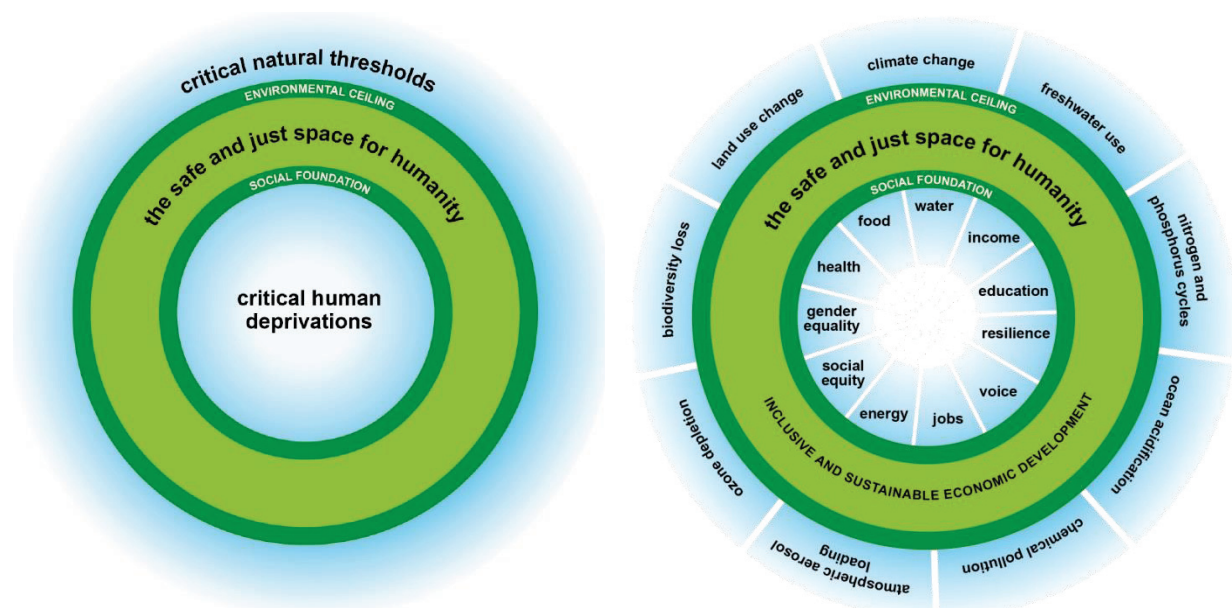 critical natural thresholds
ENVIRONMENTAL CEILING
the safe and just space for humanity
SOCIAL FOUNDATION
critical human
deprivations
climate change
freshwater use
nitrogen and
phosphorus cycles
ocean acidification
chemical pollution
atmospheric aerosol
loading
ozone depletion
biodiversity loss
land use change
ENVIRONMENTAL CEILING
the safe and just space for humanity
SOCIAL FOUNDATION
water
income
education
resilience
voice
jobs
energy
social
equity
gender
equality
health
food
INCLUSIVE AND SUSTAINABLE ECONOMIC DEVELOPMENT